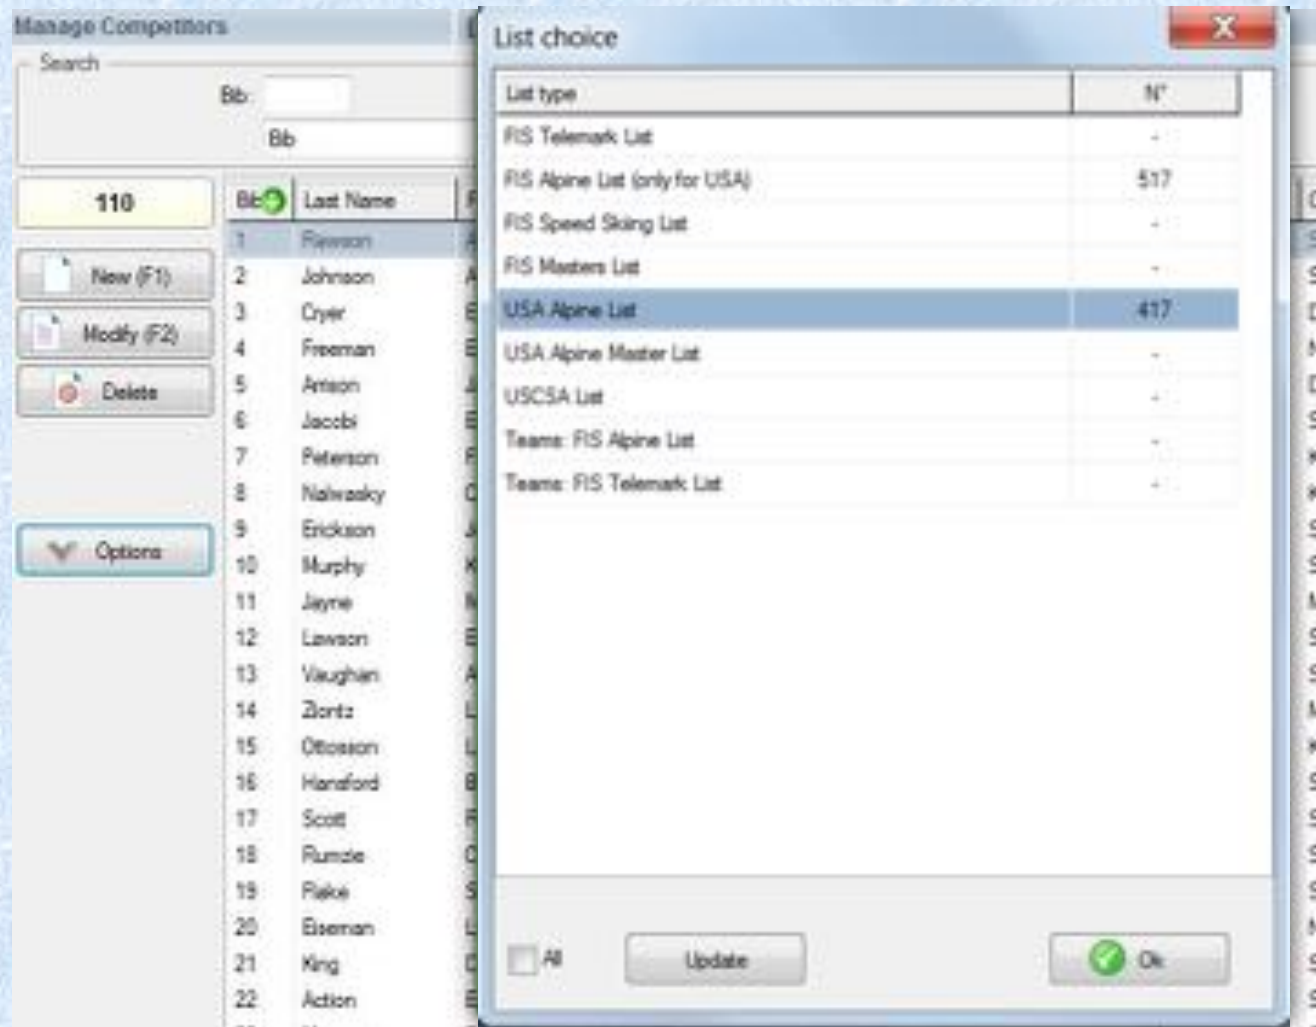 Manage Competitors
Search
Bib
Bib
110
New (F1)
Modify (F2)
Delete
Options
Bib Last Name
1 Rawson
2 Johnson
3 Cryer
4 Freeman
5 Amson
6 Jacobi
7 Peterson
8 Nalwasky
9 Erickson
10 Murphy
11 Jayne
12 Lawson
13 Vaughan
14 Ziontz
15 Ottosson
16 Hansford
17 Scott
18 Rumzie
19 Flake
20 Eiseman
21 King
22 Action
List choice
List type N°
FIS Telemark List -
FIS Alpine List (only for USA) 517
FIS Speed Skiing List -
FIS Masters List -
USA Alpine List 417
USA Alpine Master List -
USCSA List -
Teams: FIS Alpine List -
Teams: FIS Telemark List -
All
Update
Ok